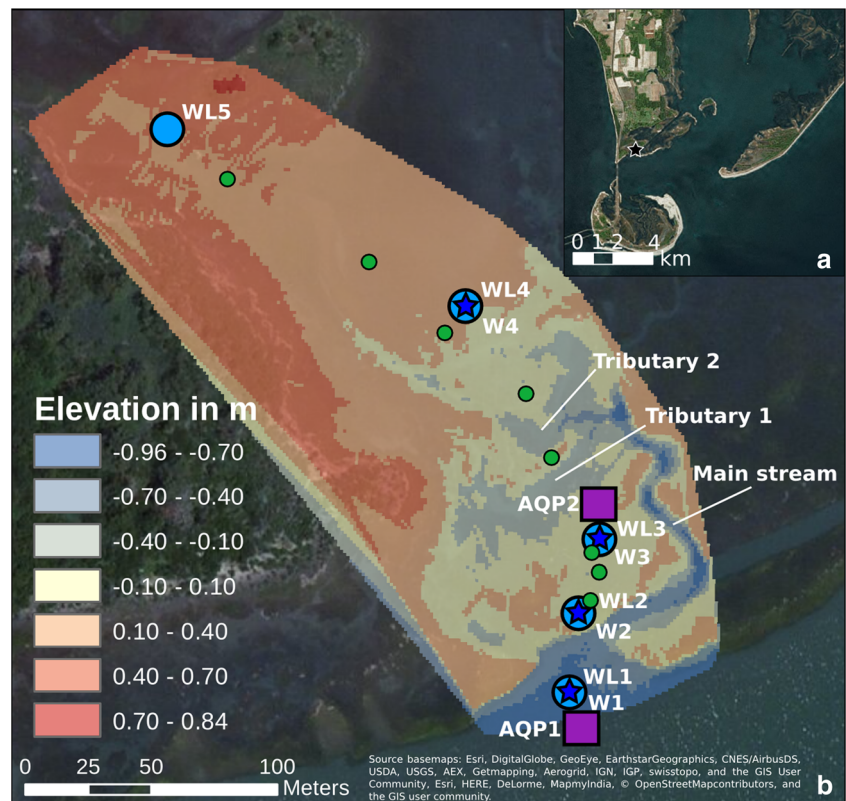 WL5
0 1 2 4
km
a
WL4
W4
Tributary 2
Tributary 1
Main stream
AQP2
WL3
W3
WL2
W2
WL1
W1
AQP1
Elevation in m
-0.96 - -0.70
-0.70 - -0.40
-0.40 - -0.10
-0.10 - 0.10
0.10 - 0.40
0.40 - 0.70
0.70 - 0.84
0 25 50 100
Meters
Source basemaps: Esri, DigitalGlobe, GeoEye, EarthstarGeographics, CNES/AirbusDS,
USDA, USGS, AEX, Getmapping, Aerogrid, IGN, IGP, swisstopo, and the GIS User
Community, Esri, HERE, DeLorme, MapmyIndia, © OpenStreetMapcontributors, and
the GIS user community.
b